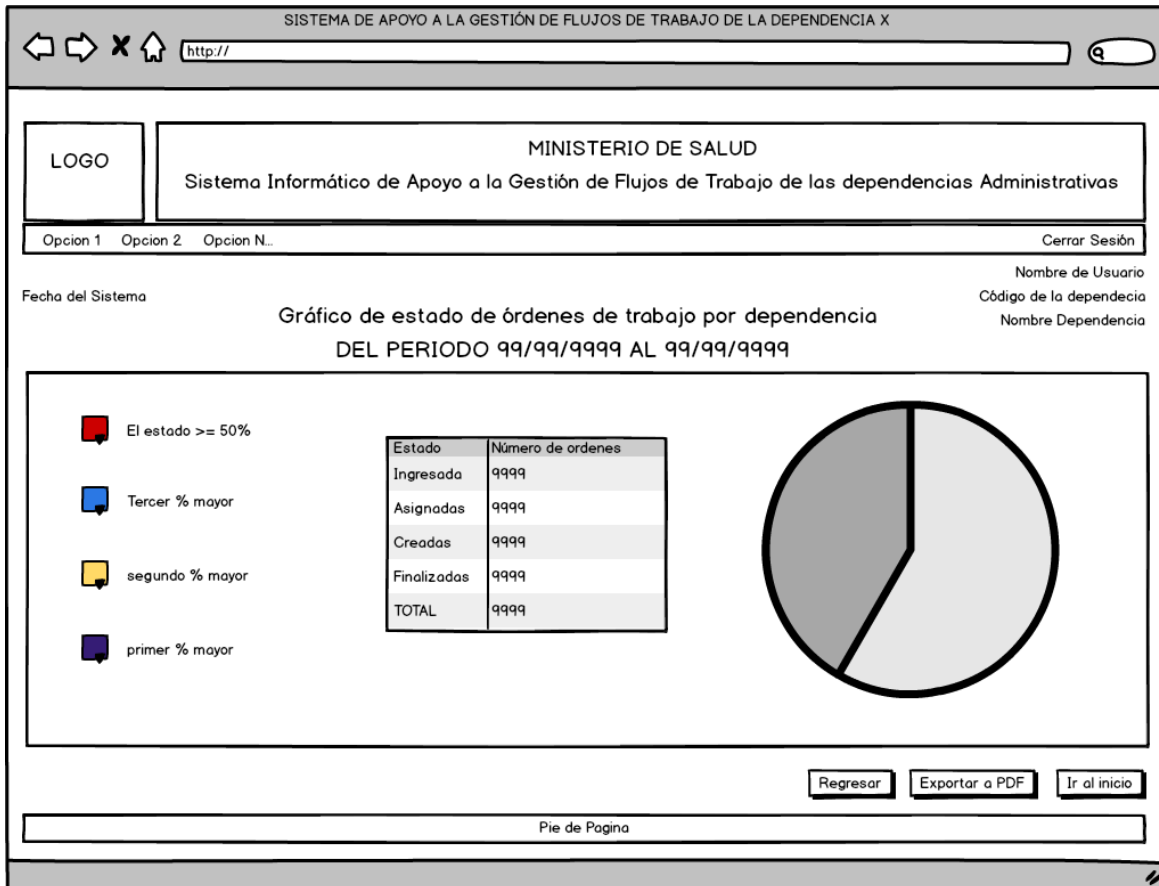 SISTEMA DE APOYO A LA GESTIÓN DE FLUJOS DE TRABAJO DE LA DEPENDENCIA X
http://
LOGO
MINISTERIO DE SALUD
Sistema Informático de Apoyo a la Gestión de Flujos de Trabajo de las dependencias Administrativas
Opcion 1 Opcion 2 Opcion N... Cerrar Sesión
Nombre de Usuario
Fecha del Sistema Código de la dependecia
Nombre Dependencia
Gráfico de estado de órdenes de trabajo por dependencia
DEL PERIODO 99/99/9999 AL 99/99/9999
El estado >= 50%
Tercer % mayor
segundo % mayor
primer % mayor
Estado Número de ordenes
Ingresada 9999
Asignadas 9999
Creadas 9999
Finalizadas 9999
TOTAL 9999
Regresar Exportar a PDF Ir al inicio
Pie de Pagina